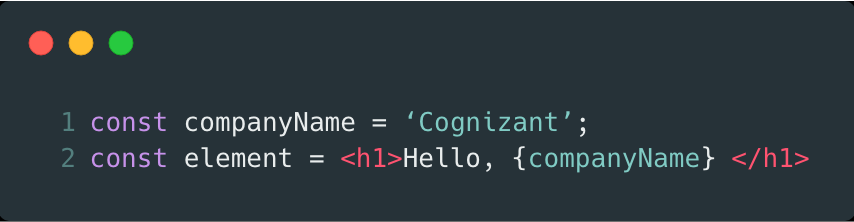 1 const companyName = ‘Cognizant’;
2 const element = <h1>Hello, {companyName} </h1>